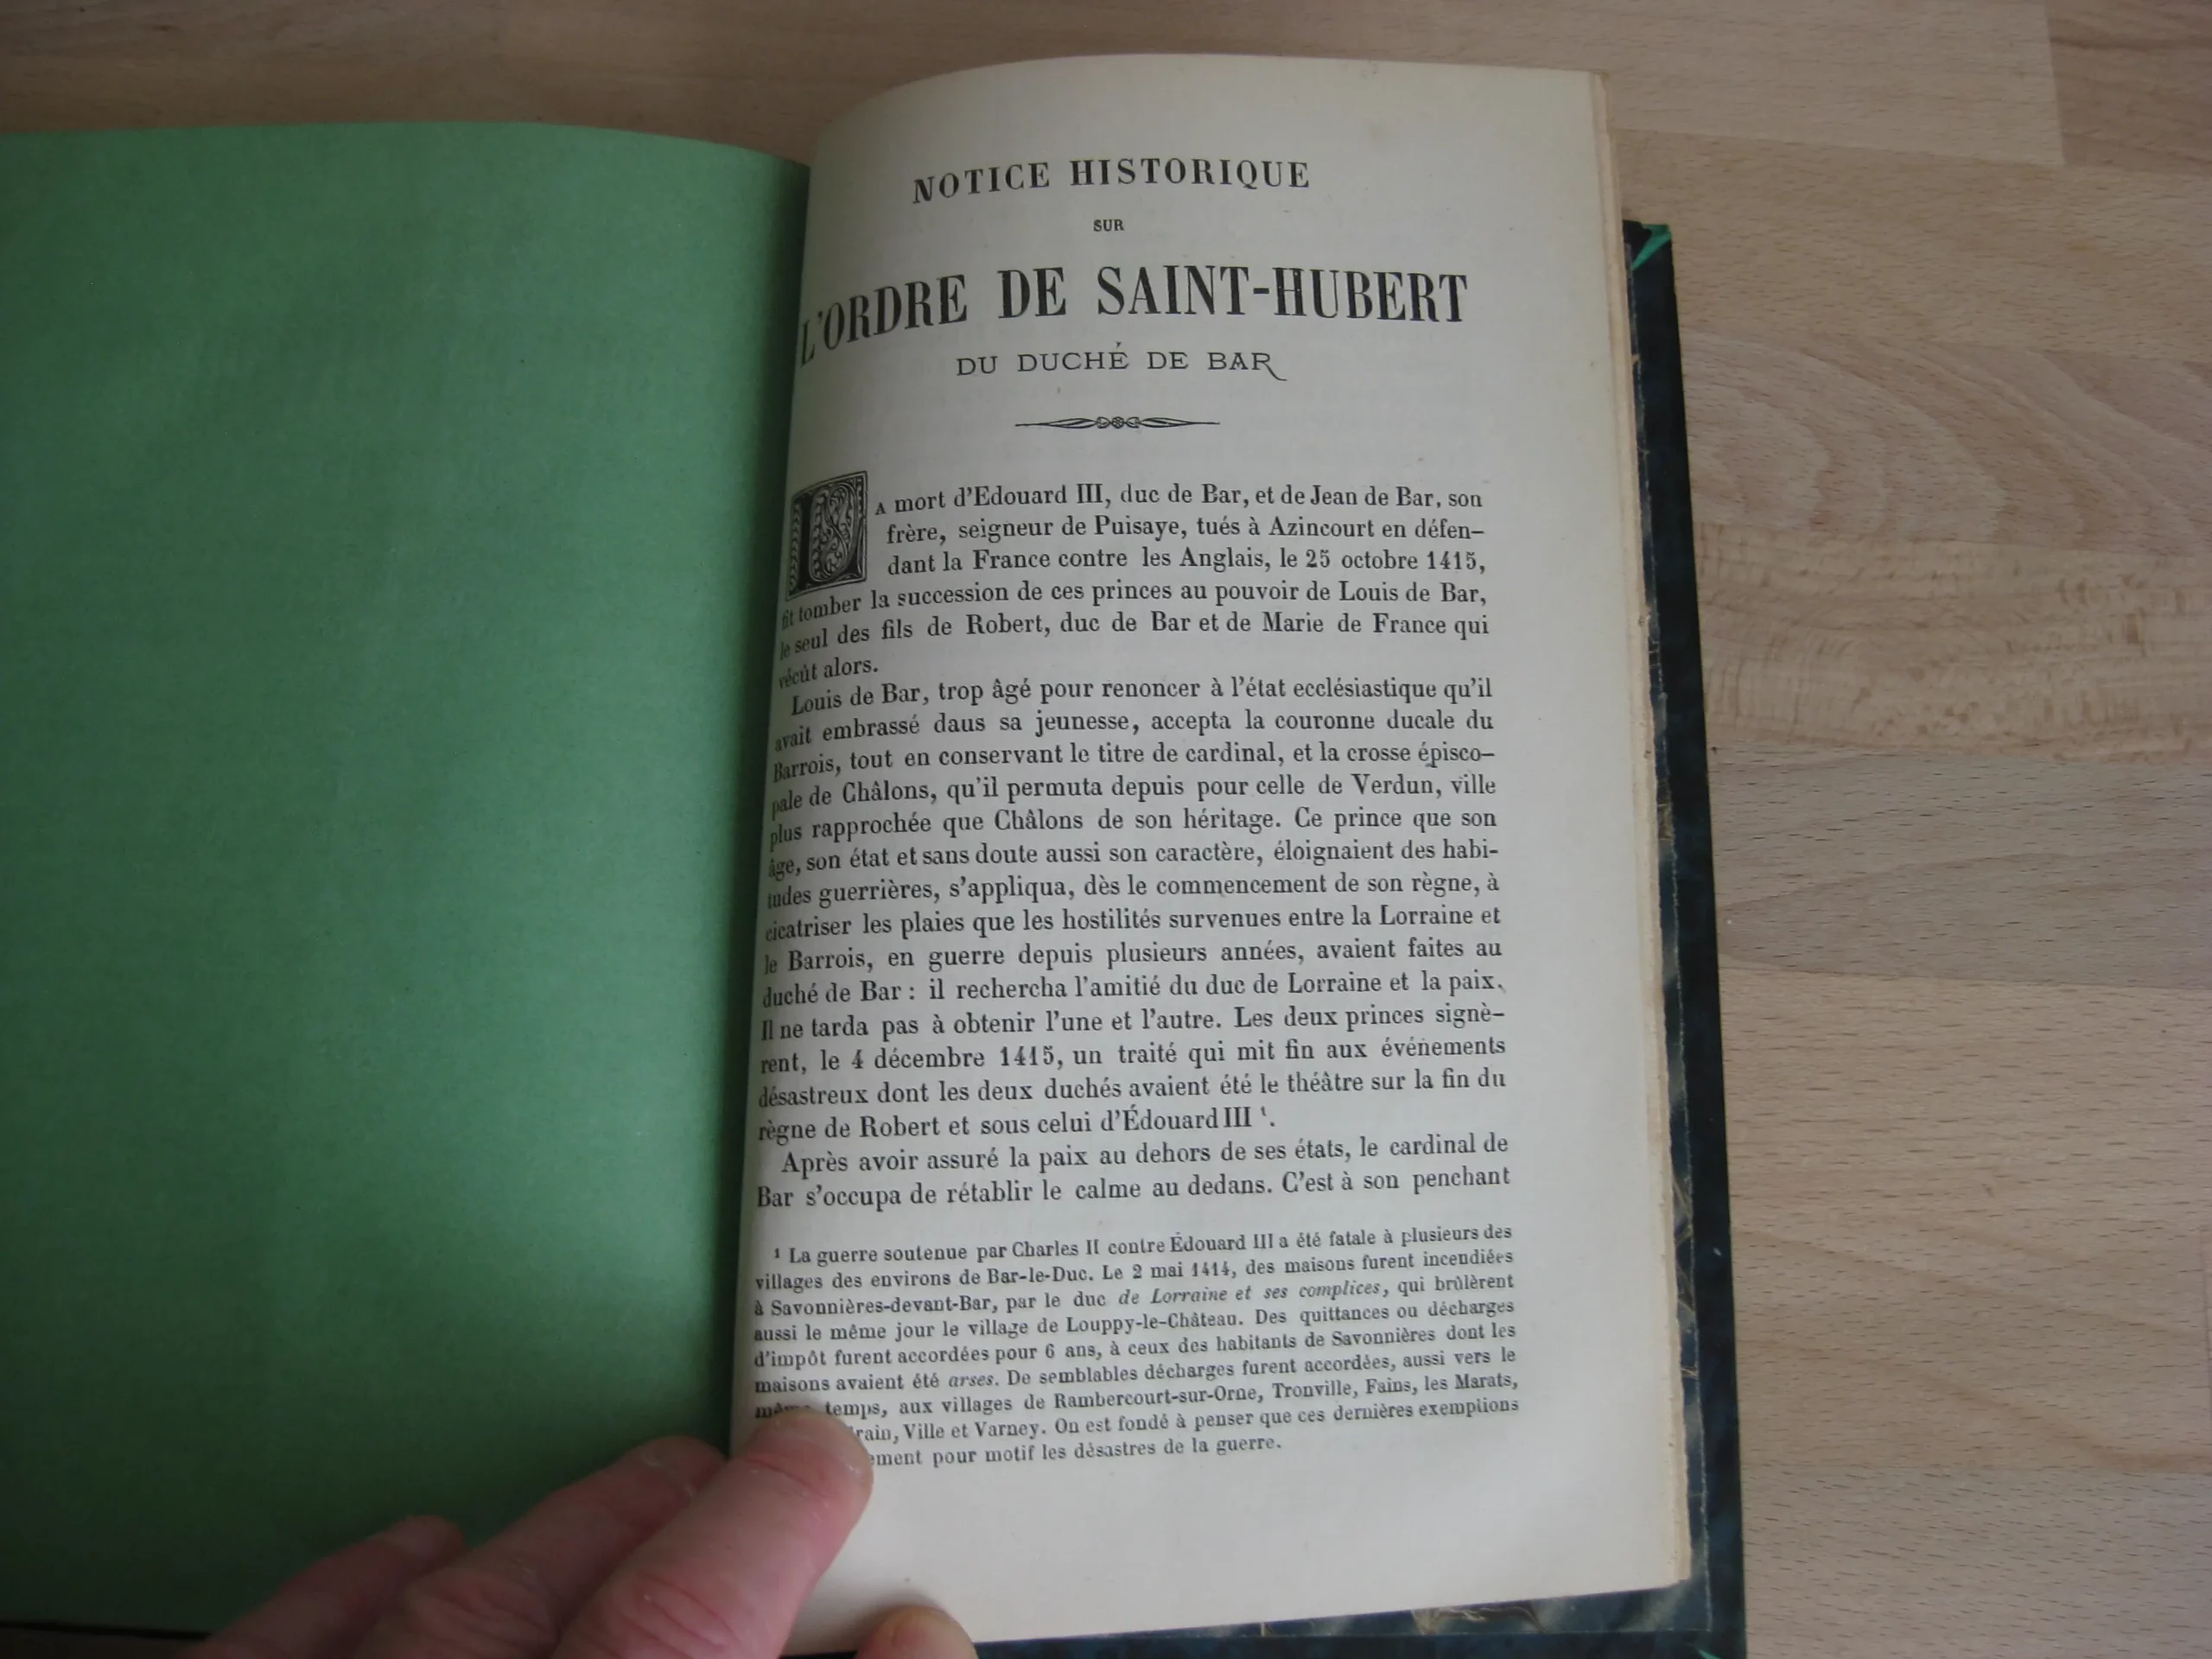 NOTICE HISTORIQUE
SUR
L'ORDRE DE SAINT-HUBERT
DU DUCHÉ DE BAR
LA mort d'Edouard III, duc de Bar, et de Jean de Bar, son
frère, seigneur de Puisaye, tués à Azincourt en défen-
dant la France contre les Anglais, le 25 octobre 1415,
fit tomber la succession de ces princes au pouvoir de Louis de Bar,
le seul des fils de Robert, duc de Bar et de Marie de France qui
vécût alors.
Louis de Bar, trop âgé pour renoncer à l'état ecclésiastique qu'il
avait embrassé daus sa jeunesse, accepta la couronne ducale du
Barrois, tout en conservant le titre de cardinal, et la crosse épisco-
pale de Châlons, qu'il permuta depuis pour celle de Verdun, ville
plus rapprochée que Châlons de son héritage. Ce prince que son
âge, son état et sans doute aussi son caractère, éloignaient des habi-
tudes guerrières, s'appliqua, dès le commencement de son règne, à
cicatriser les plaies que les hostilités survenues entre la Lorraine et
le Barrois, en guerre depuis plusieurs années, avaient faites au
duché de Bar : il rechercha l'amitié du duc de Lorraine et la paix.
Il ne tarda pas à obtenir l'une et l'autre. Les deux princes signè-
rent, le 4 décembre 1415, un traité qui mit fin aux événements
désastreux dont les deux duchés avaient été le théâtre sur la fin du
règne de Robert et sous celui d'Édouard III ¹.
Après avoir assuré la paix au dehors de ses états, le cardinal de
Bar s'occupa de rétablir le calme au dedans. C'est à son penchant
¹ La guerre soutenue par Charles II contre Édouard III a été fatale à plusieurs des
villages des environs de Bar-le-Duc. Le 2 mai 1414, des maisons furent incendiées
à Savonnières-devant-Bar, par le duc de Lorraine et ses complices, qui brûlèrent
aussi le même jour le village de Louppy-le-Château. Des quittances ou décharges
d'impôt furent accordées pour 6 ans, à ceux des habitants de Savonnières dont les
maisons avaient été arses. De semblables décharges furent accordées, aussi vers le
même temps, aux villages de Rambercourt-sur-Orne, Tronville, Fains, les Marats,
rain, Ville et Varney. On est fondé à penser que ces dernières exemptions
ement pour motif les désastres de la guerre.